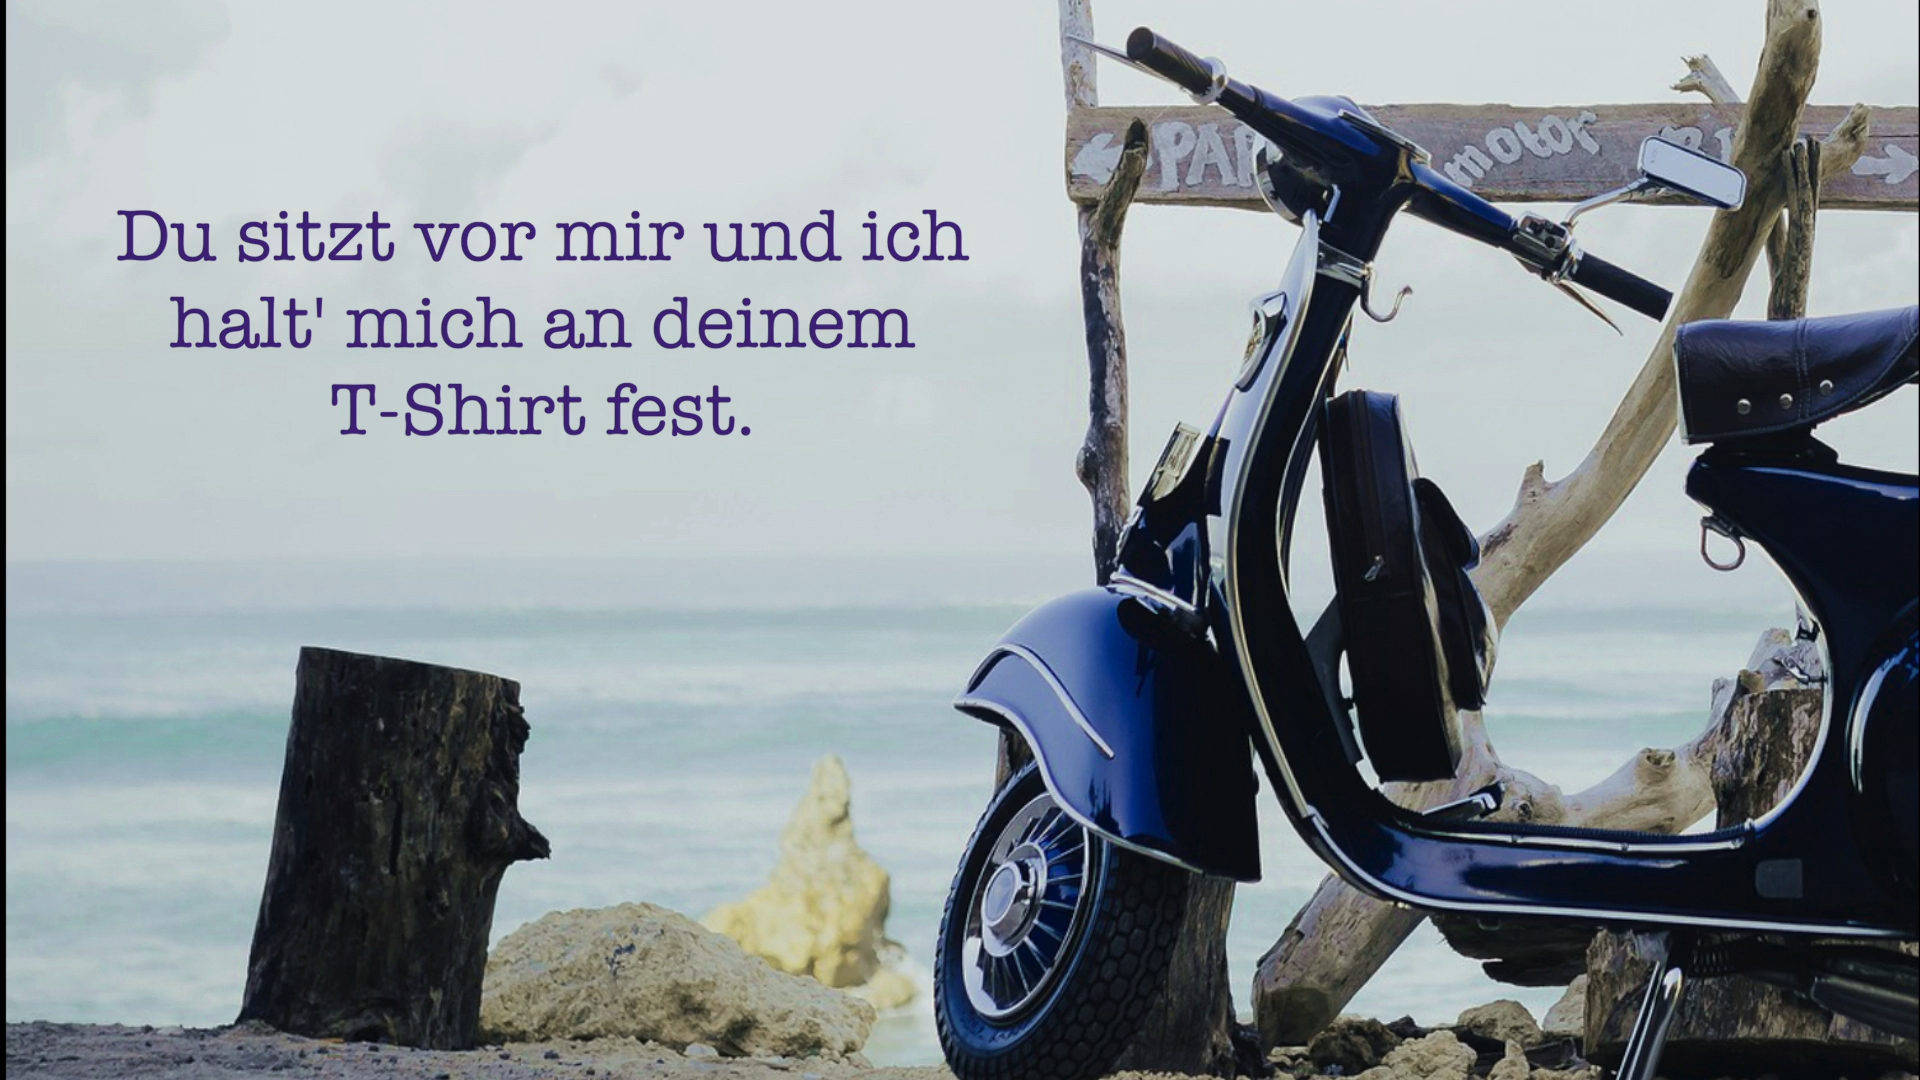 Du sitzt vor mir und ich
halt' mich an deinem
T-Shirt fest.
motor